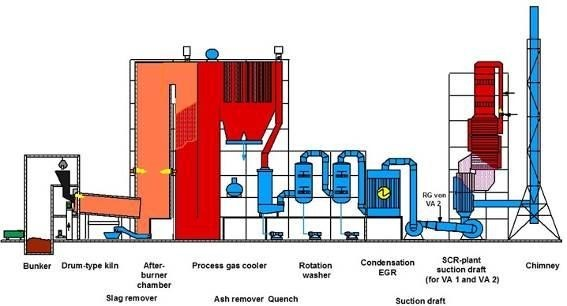 RG von
VA 2
Bunker
Drum-type kiln
After-
burner
chamber
Process gas cooler
Rotation
washer
Condensation
EGR
SCR-plant
suction draft
(for VA 1 and VA 2)
Chimney
Slag remover
Ash remover
Quench
Suction draft